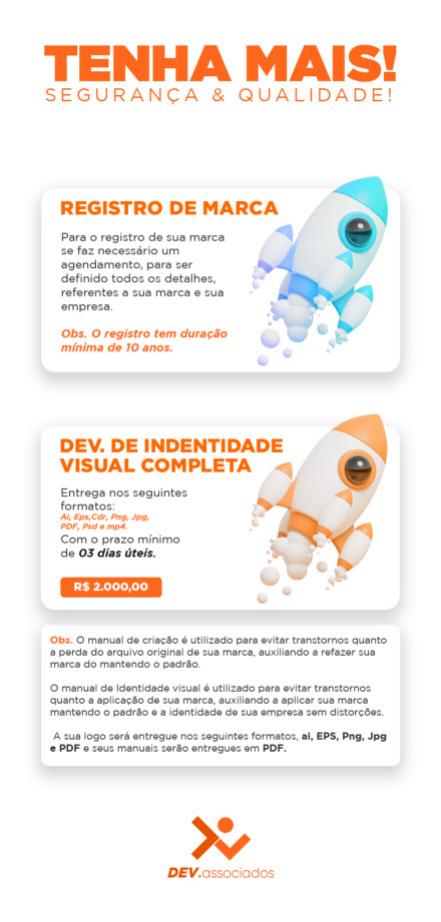 TENHA MAIS!
SEGURANÇA & QUALIDADE!
REGISTRO DE MARCA
Para o registro de sua marca
se faz necessário um
agendamento, para ser
definido todos os detalhes,
referentes a sua marca e sua
empresa.
Obs. O registro tem duração
mínima de 10 anos.
DEV. DE INDENTIDADE
VISUAL COMPLETA
Entrega nos seguintes
formatos:
Ai, Eps,Cdr, Png, Jpg,
PDF, Psd e mp4.
Com o prazo mínimo
de 03 dias úteis.
R$ 2.000,00
Obs. O manual de criação é utilizado para evitar transtornos quanto
a perda do arquivo original de sua marca, auxiliando a refazer sua
marca do mantendo o padrão.
O manual de Identidade visual é utilizado para evitar transtornos
quanto a aplicação de sua marca, auxiliando a aplicar sua marca
mantendo o padrão e a identidade de sua empresa sem distorções.
A sua logo será entregue nos seguintes formatos, ai, EPS, Png, Jpg
e PDF e seus manuais serão entregues em PDF.
DEV.associados